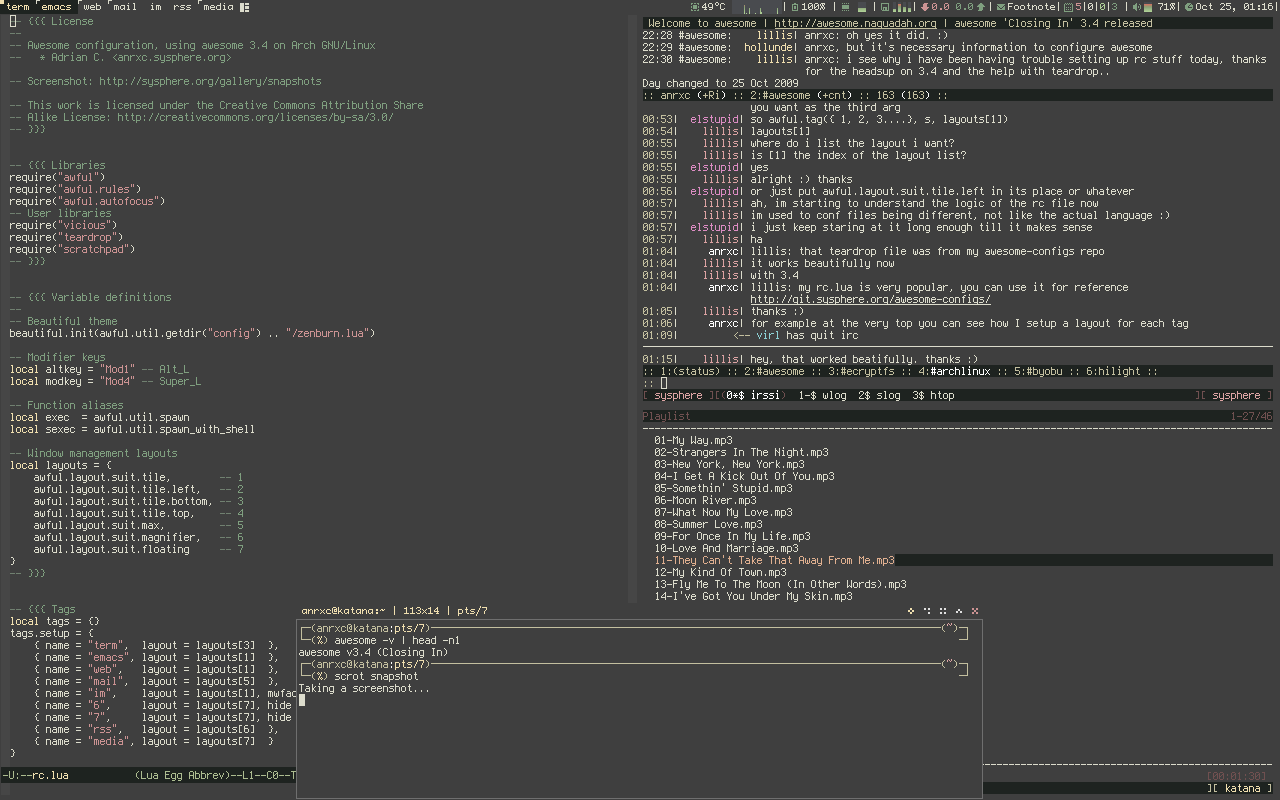 term emacs web mail im rss media
49°C 100% 0.0 0.0 Footnote 5|0|0|3 71% Oct 25, 01:16
-- {{{ License
--
-- Awesome configuration, using awesome 3.4 on Arch GNU/Linux
--   * Adrian C. <anrxc.sysphere.org>

-- Screenshot: http://sysphere.org/gallery/snapshots

-- This work is licensed under the Creative Commons Attribution Share
-- Alike License: http://creativecommons.org/licenses/by-sa/3.0/
-- }}}

-- {{{ Libraries
require("awful")
require("awful.rules")
require("awful.autofocus")
-- User libraries
require("vicious")
require("teardrop")
require("scratchpad")
-- }}}

-- {{{ Variable definitions
--
-- Beautiful theme
beautiful.init(awful.util.getdir("config") .. "/zenburn.lua")

-- Modifier keys
local altkey = "Mod1" -- Alt_L
local modkey = "Mod4" -- Super_L

-- Function aliases
local exec  = awful.util.spawn
local sexec = awful.util.spawn_with_shell

-- Window management layouts
local layouts = {
    awful.layout.suit.tile,        -- 1
    awful.layout.suit.tile.left,   -- 2
    awful.layout.suit.tile.bottom, -- 3
    awful.layout.suit.tile.top,    -- 4
    awful.layout.suit.max,         -- 5
    awful.layout.suit.magnifier,   -- 6
    awful.layout.suit.floating     -- 7
}
-- }}}

-- {{{ Tags
local tags = {}
tags.setup = {
    { name = "term",  layout = layouts[3]  },
    { name = "emacs", layout = layouts[1]  },
    { name = "web",   layout = layouts[1]  },
    { name = "mail",  layout = layouts[5]  },
    { name = "im",    layout = layouts[1], mwfac
    { name = "6",     layout = layouts[7], hide
    { name = "7",     layout = layouts[7], hide
    { name = "rss",   layout = layouts[6]  },
    { name = "media", layout = layouts[7]  }
}
-U:--rc.lua          (Lua Egg Abbrev)--L1--C0--T
Welcome to awesome | http://awesome.naquadah.org | awesome 'Closing In' 3.4 released
22:28 #awesome:    lillis| anrxc: oh yes it did. :)
22:29 #awesome:  hollunde| anrxc, but it's necessary information to configure awesome
22:30 #awesome:    lillis| anrxc: i see why i have been having trouble setting up rc stuff today, thanks
for the headsup on 3.4 and the help with teardrop..
Day changed to 25 Oct 2009
:: anrxc (+Ri) :: 2:#awesome (+cnt) :: 163 (163) ::
you want as the third arg
00:53|  elstupid| so awful.tag({ 1, 2, 3....}, s, layouts[1])
00:54|    lillis| layouts[1]
00:55|    lillis| where do i list the layout i want?
00:55|    lillis| is [1] the index of the layout list?
00:55|  elstupid| yes
00:55|    lillis| alright :) thanks
00:56|  elstupid| or just put awful.layout.suit.tile.left in its place or whatever
00:57|    lillis| ah, im starting to understand the logic of the rc file now
00:57|    lillis| im used to conf files being different, not like the actual language :)
00:57|  elstupid| i just keep staring at it long enough till it makes sense
00:57|    lillis| ha
01:04|     anrxc| lillis: that teardrop file was from my awesome-configs repo
01:04|    lillis| it works beautifully now
01:04|    lillis| with 3.4
01:04|     anrxc| lillis: my rc.lua is very popular, you can use it for reference
http://git.sysphere.org/awesome-configs/
01:05|    lillis| thanks :)
01:06|     anrxc| for example at the very top you can see how I setup a layout for each tag
01:09|         <-- virl has quit irc
01:15|    lillis| hey, that worked beatifully. thanks :)
:: 1:(status) :: 2:#awesome :: 3:#ecryptfs :: 4:#archlinux :: 5:#byobu :: 6:hilight ::
::
[ sysphere ][(0*$ irssi)  1-$ wlog  2$ slog  3$ htop ][ sysphere ]
Playlist 1-27/46
01-My Way.mp3
02-Strangers In The Night.mp3
03-New York, New York.mp3
04-I Get A Kick Out Of You.mp3
05-Somethin' Stupid.mp3
06-Moon River.mp3
07-What Now My Love.mp3
08-Summer Love.mp3
09-For Once In My Life.mp3
10-Love And Marriage.mp3
11-They Can't Take That Away From Me.mp3
12-My Kind Of Town.mp3
13-Fly Me To The Moon (In Other Words).mp3
14-I've Got You Under My Skin.mp3
[00:01:30]
][ katana ]
anrxc@katana:~ | 113x14 | pts/7
(anrxc@katana:pts/7) (~)
(%) awesome -v | head -n1
awesome v3.4 (Closing In)
(anrxc@katana:pts/7) (~)
(%) scrot snapshot
Taking a screenshot...